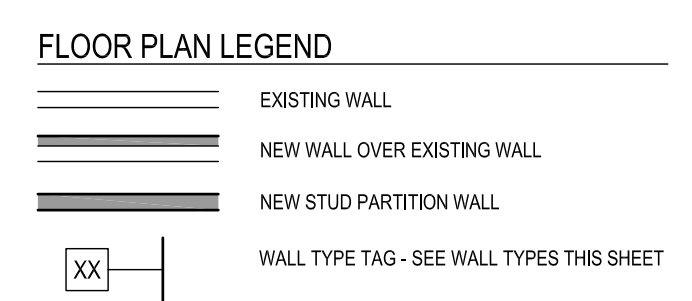 FLOOR PLAN LEGEND
EXISTING WALL
NEW WALL OVER EXISTING WALL
NEW STUD PARTITION WALL
XX
WALL TYPE TAG - SEE WALL TYPES THIS SHEET